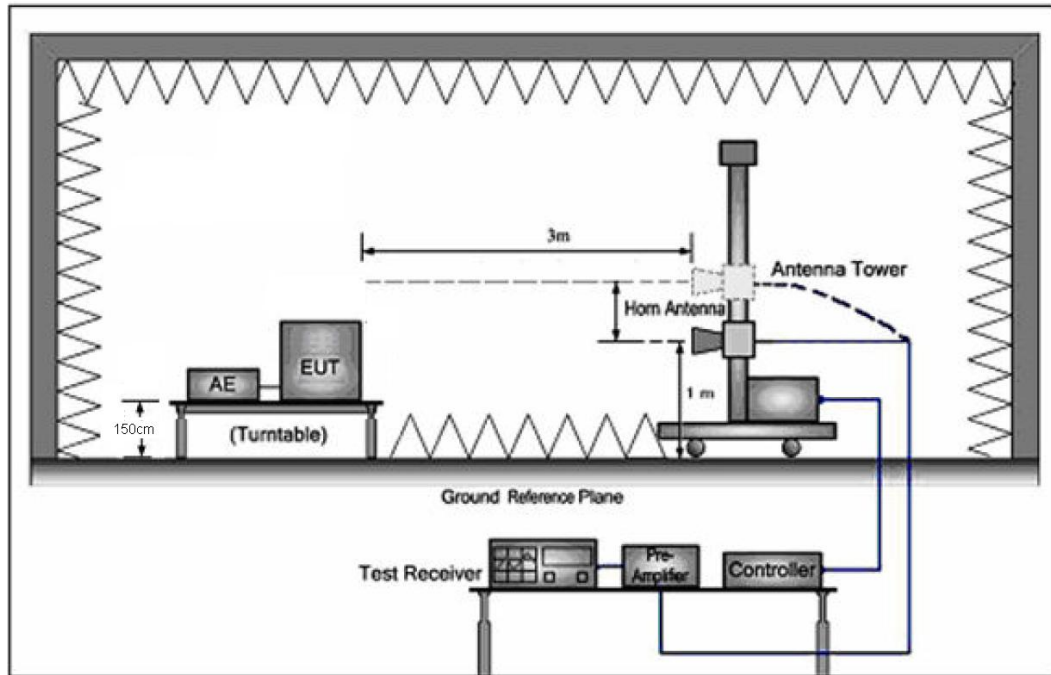 3m
Antenna Tower
Horn Antenna
EUT
AE
1 m
150cm
(Turntable)
Ground Reference Plane
Test Receiver
Pre-
Amplifier
Controller